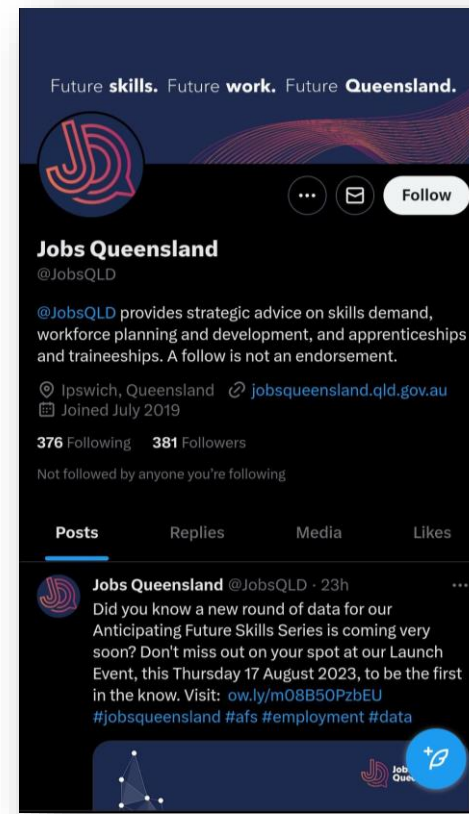 Future skills. Future work. Future Queensland.
Follow
Jobs Queensland
@JobsQLD
@JobsQLD provides strategic advice on skills demand,
workforce planning and development, and apprenticeships
and traineeships. A follow is not an endorsement.
Ipswich, Queensland jobsqueensland.qld.gov.au
Joined July 2019
376 Following 381 Followers
Not followed by anyone you're following
Posts Replies Media Likes
Jobs Queensland @JobsQLD · 23h
Did you know a new round of data for our
Anticipating Future Skills Series is coming very
soon? Don't miss out on your spot at our Launch
Event, this Thursday 17 August 2023, to be the first
in the know. Visit: ow.ly/m08B50PzbEU
#jobsqueensland #afs #employment #data